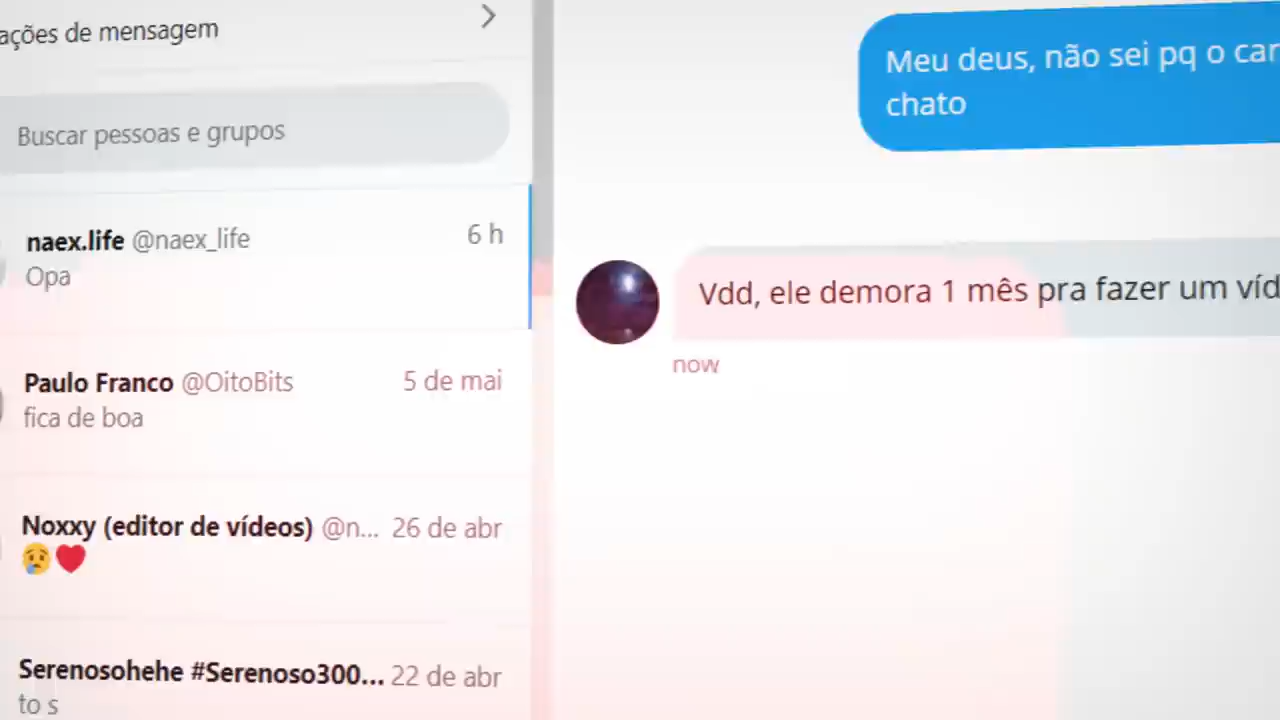 ações de mensagem
Buscar pessoas e grupos
naex.life @naex_life 6 h
Opa
Paulo Franco @OitoBits 5 de mai
fica de boa
Noxxy (editor de vídeos) @n... 26 de abr
😢❤️
Serenosohehe #Serenoso300... 22 de abr
to s
Meu deus, não sei pq o car
chato
Vdd, ele demora 1 mês pra fazer um víd
now